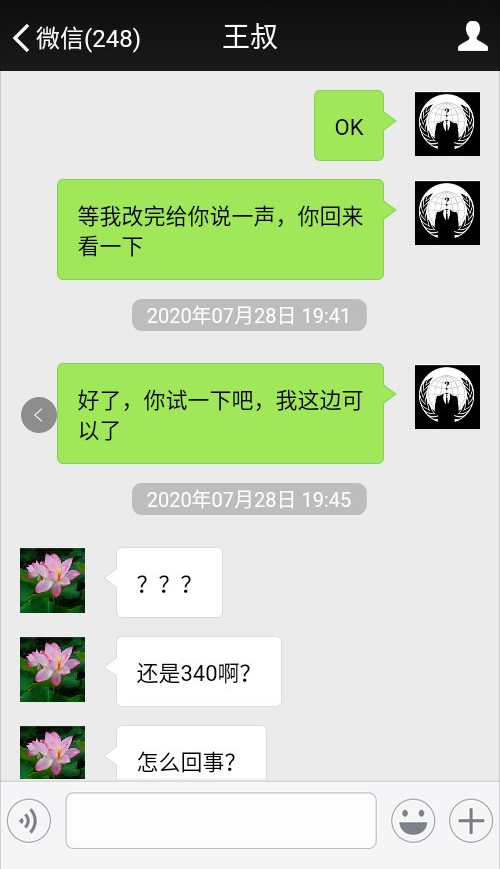 微信(248)
王叔
OK
等我改完给你说一声，你回来
看一下
2020年07月28日 19:41
好了，你试一下吧，我这边可
以了
2020年07月28日 19:45
？？？
还是340啊？
怎么回事？